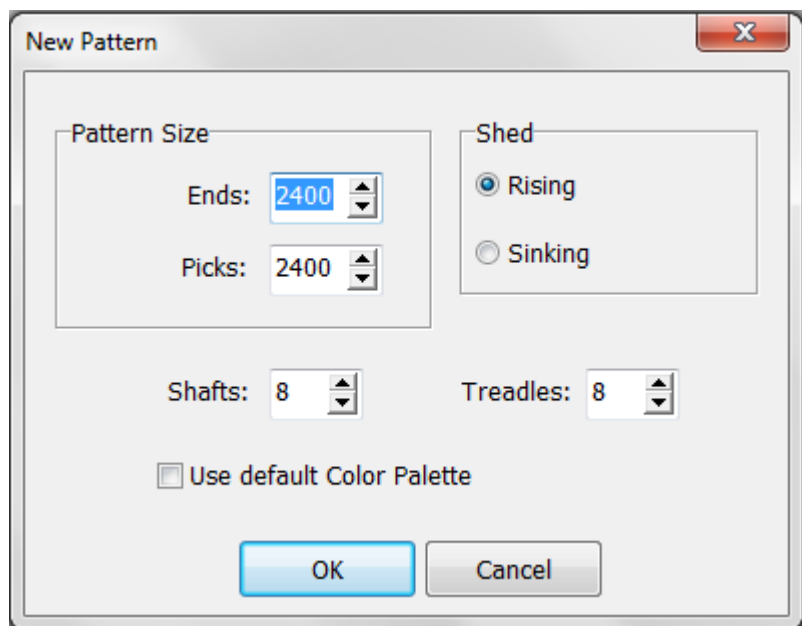 New Pattern
Pattern Size
Ends: 2400
Picks: 2400
Shed
Rising
Sinking
Shafts: 8
Treadles: 8
Use default Color Palette
OK
Cancel